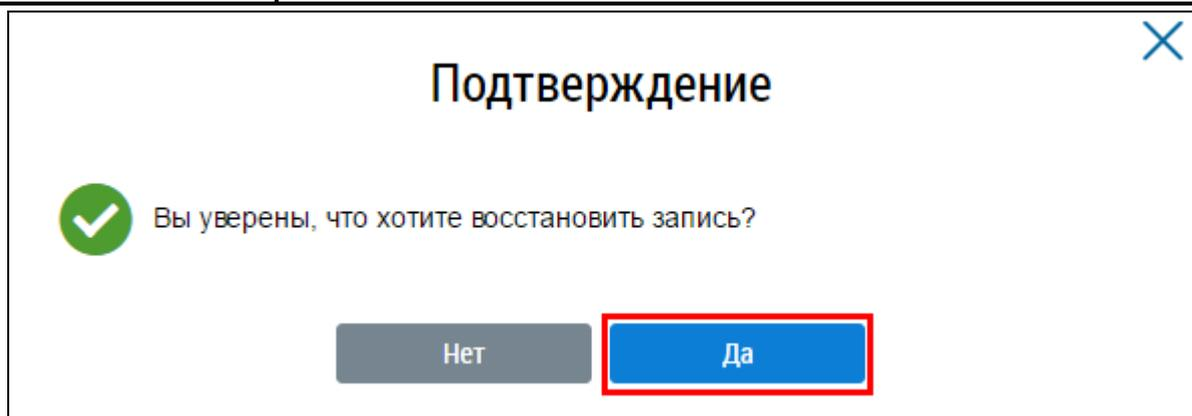 Подтверждение
Вы уверены, что хотите восстановить запись?
Нет Да